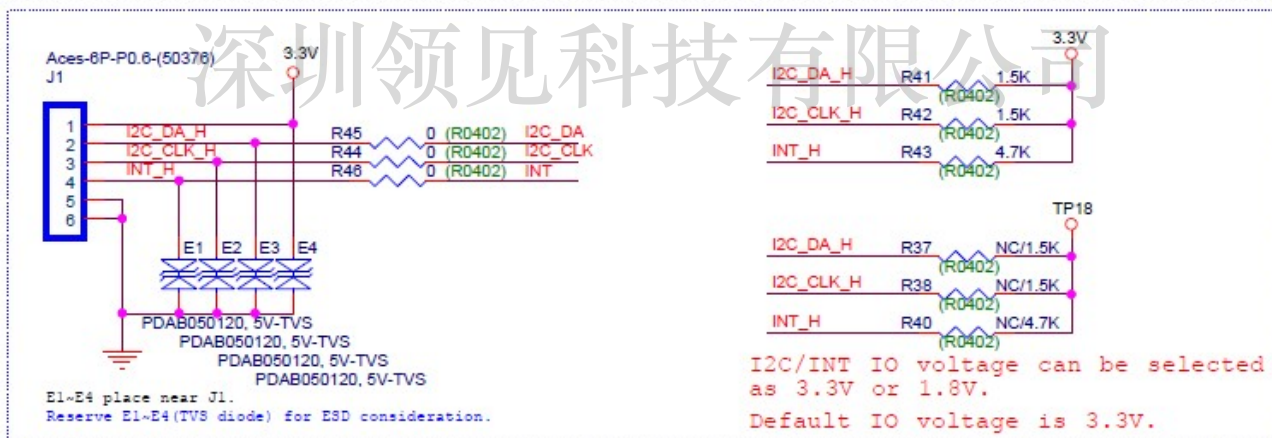 深圳领见科技有限公司
Aces-6P-P0.6-(50376)
J1
3.3V
1
2
3
4
5
6
I2C_DA_H
I2C_CLK_H
INT_H
R45 0 (R0402) I2C_DA
R44 0 (R0402) I2C_CLK
R46 0 (R0402) INT
E1 E2 E3 E4
PDAB050120, 5V-TVS
PDAB050120, 5V-TVS
PDAB050120, 5V-TVS
PDAB050120, 5V-TVS
E1~E4 place near J1.
Reserve E1~E4(TVS diode) for ESD consideration.
3.3V
I2C_DA_H R41 1.5K
(R0402)
I2C_CLK_H R42 1.5K
(R0402)
INT_H R43 4.7K
(R0402)
TP18
I2C_DA_H R37 NC/1.5K
(R0402)
I2C_CLK_H R38 NC/1.5K
(R0402)
INT_H R40 NC/4.7K
(R0402)
I2C/INT IO voltage can be selected
as 3.3V or 1.8V.
Default IO voltage is 3.3V.